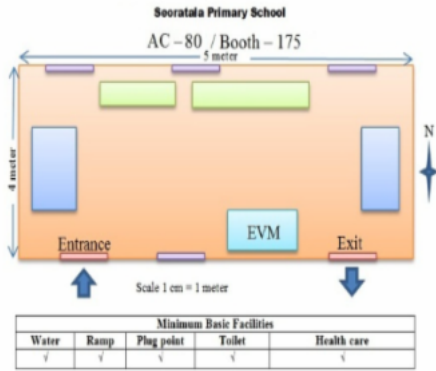 Sooratala Primary School
AC – 80 / Booth – 175
5 meter
4 meter
N
EVM
Entrance
Exit
Scale 1 cm = 1 meter
Minimum Basic Facilities
Water Ramp Plug point Toilet Health care
√ √ √ √ √